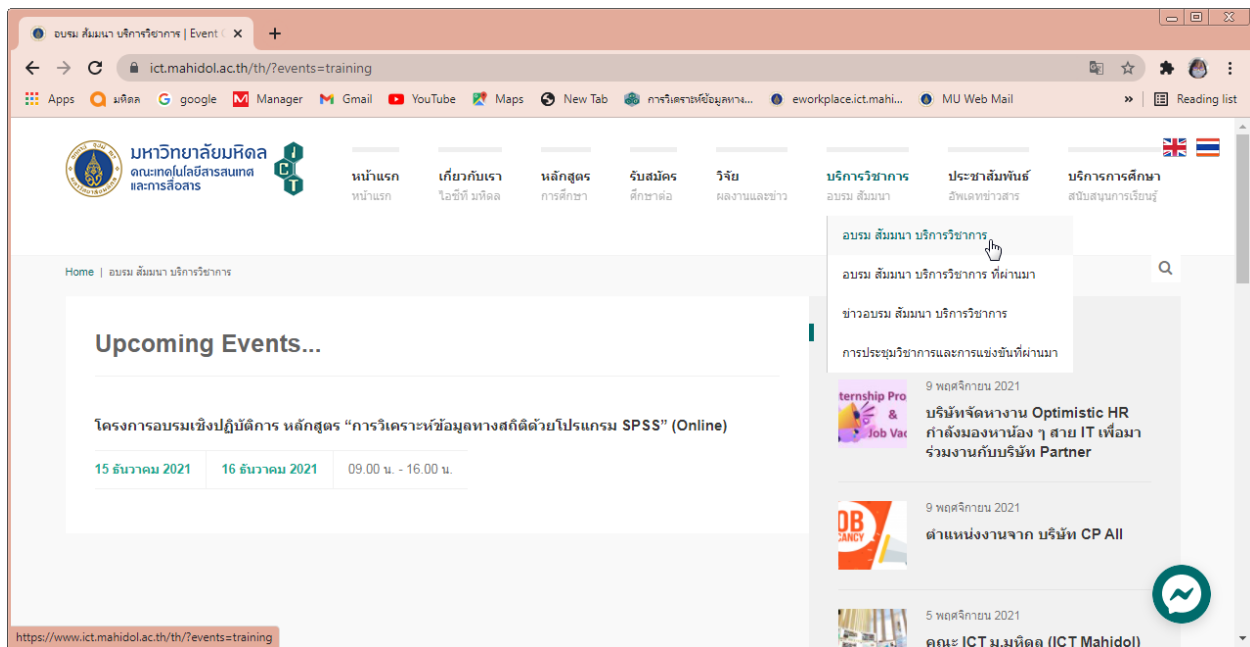 อบรม สัมมนา บริการวิชาการ | Event
ict.mahidol.ac.th/th/?events=training
Apps มหิดล google Manager Gmail YouTube Maps New Tab การวิเคราะห์ข้อมูลทาง... eworkplace.ict.mahi... MU Web Mail » Reading list
มหาวิทยาลัยมหิดล
คณะเทคโนโลยีสารสนเทศ
และการสื่อสาร
ICT
หน้าแรก เกี่ยวกับเรา หลักสูตร รับสมัคร วิจัย บริการวิชาการ ประชาสัมพันธ์ บริการการศึกษา
หน้าแรก ไอซีที มหิดล การศึกษา ศึกษาต่อ ผลงานและข่าว อบรม สัมมนา อัพเดทข่าวสาร สนับสนุนการเรียนรู้
อบรม สัมมนา บริการวิชาการ
อบรม สัมมนา บริการวิชาการ ที่ผ่านมา
ข่าวอบรม สัมมนา บริการวิชาการ
การประชุมวิชาการและการแข่งขันที่ผ่านมา
Home | อบรม สัมมนา บริการวิชาการ
Upcoming Events...
โครงการอบรมเชิงปฏิบัติการ หลักสูตร “การวิเคราะห์ข้อมูลทางสถิติด้วยโปรแกรม SPSS” (Online)
15 ธันวาคม 2021 16 ธันวาคม 2021 09.00 น. - 16.00 น.
ternship Pro
&
Job Vac
9 พฤศจิกายน 2021
บริษัทจัดหางาน Optimistic HR
กำลังมองหาน้อง ๆ สาย IT เพื่อมา
ร่วมงานกับบริษัท Partner
OB
CANCY
9 พฤศจิกายน 2021
ตำแหน่งงานจาก บริษัท CP All
5 พฤศจิกายน 2021
คณะ ICT ม.มหิดล (ICT Mahidol)
https://www.ict.mahidol.ac.th/th/?events=training